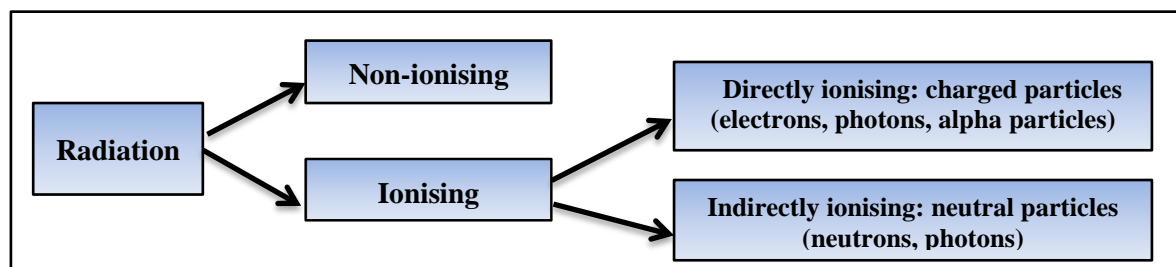 Radiation
Non-ionising
Ionising
Directly ionising: charged particles
(electrons, photons, alpha particles)
Indirectly ionising: neutral particles
(neutrons, photons)